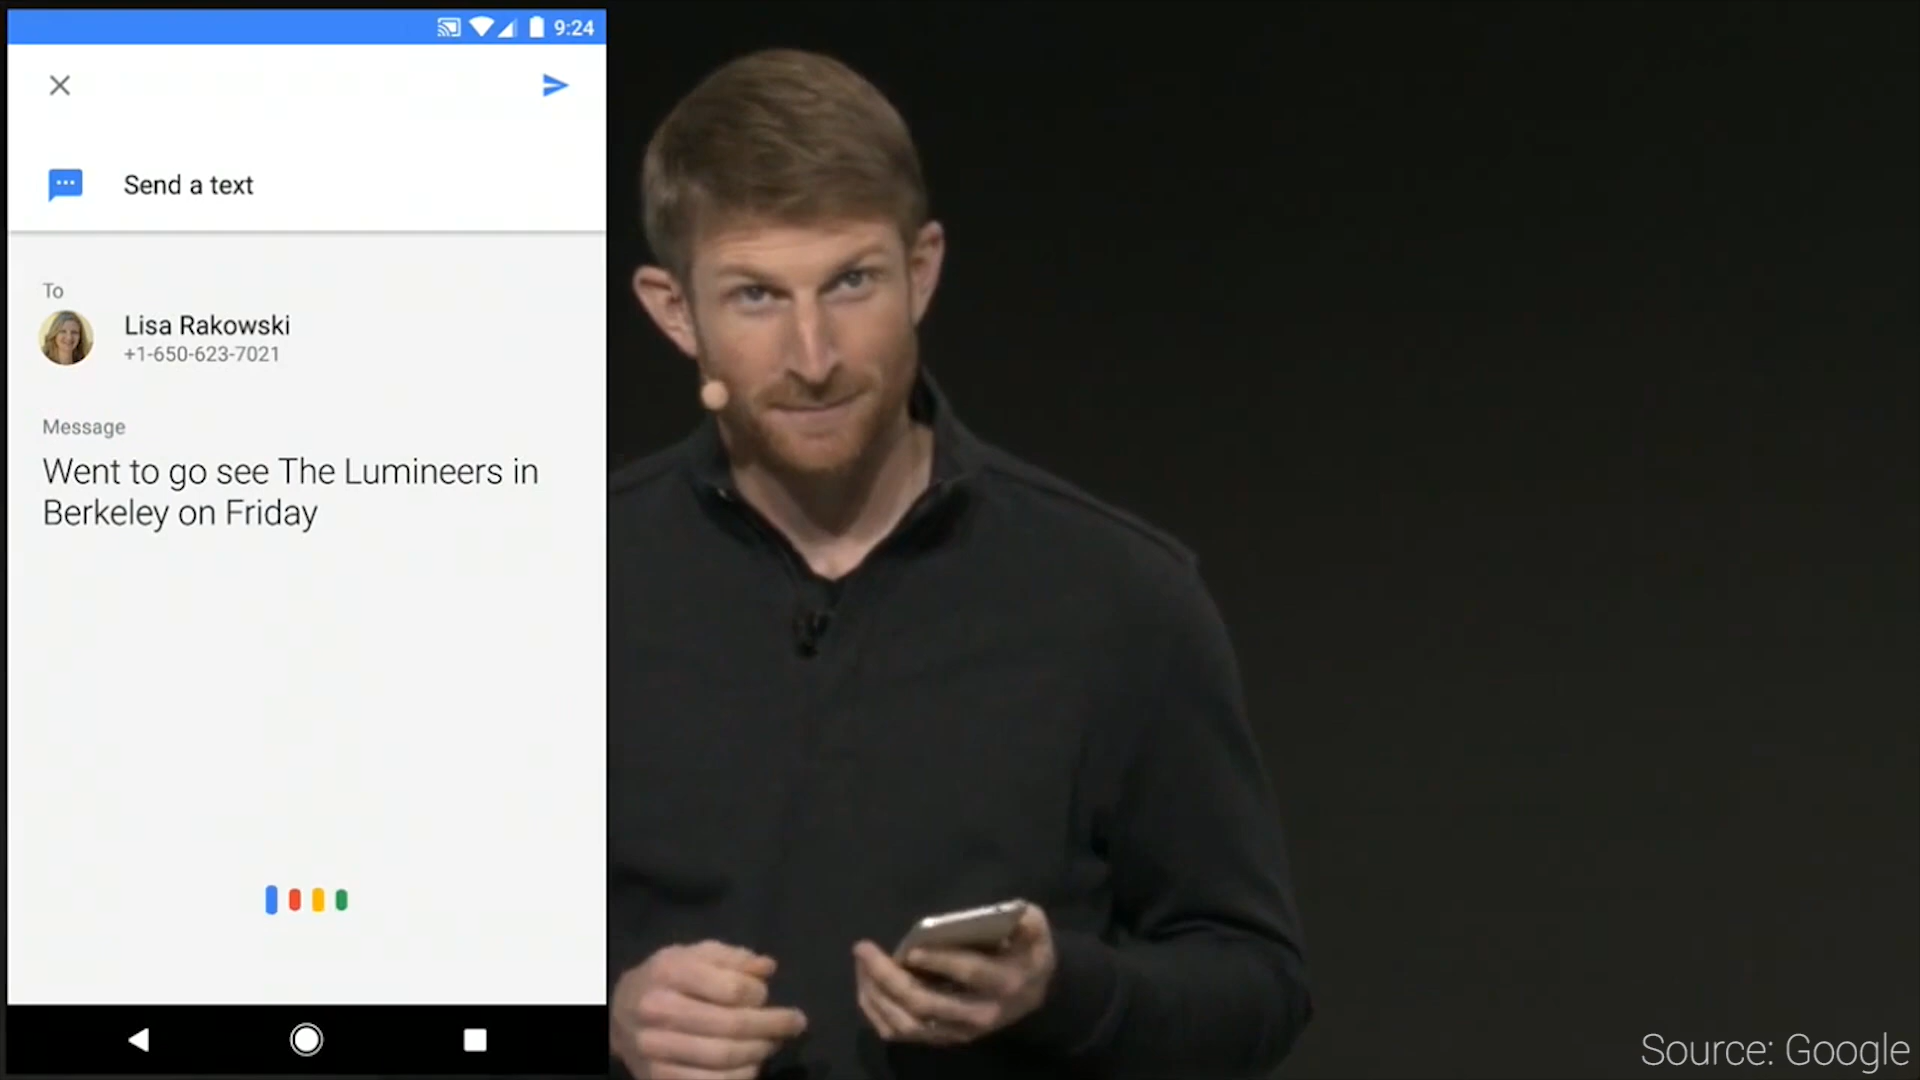 9:24
Send a text
To
Lisa Rakowski
+1-650-623-7021
Message
Went to go see The Lumineers in
Berkeley on Friday
Source: Google